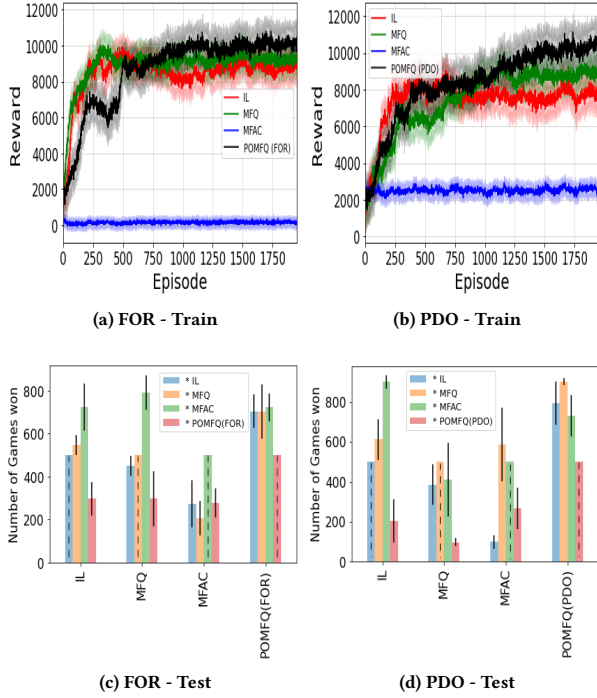 12000
10000
8000
6000
4000
2000
0
Reward
IL
MFQ
MFAC
POMFQ (FOR)
0 250 500 750 1000 1250 1500 1750
Episode
(a) FOR - Train
12000
10000
8000
6000
4000
2000
0
Reward
IL
MFQ
MFAC
POMFQ (PDO)
0 250 500 750 1000 1250 1500 1750
Episode
(b) PDO - Train
800
600
400
200
0
Number of Games won
* IL
* MFQ
* MFAC
* POMFQ(FOR)
IL
MFQ
MFAC
POMFQ(FOR)
(c) FOR - Test
800
600
400
200
0
Number of Games won
* IL
* MFQ
* MFAC
* POMFQ(PDO)
IL
MFQ
MFAC
POMFQ(PDO)
(d) PDO - Test